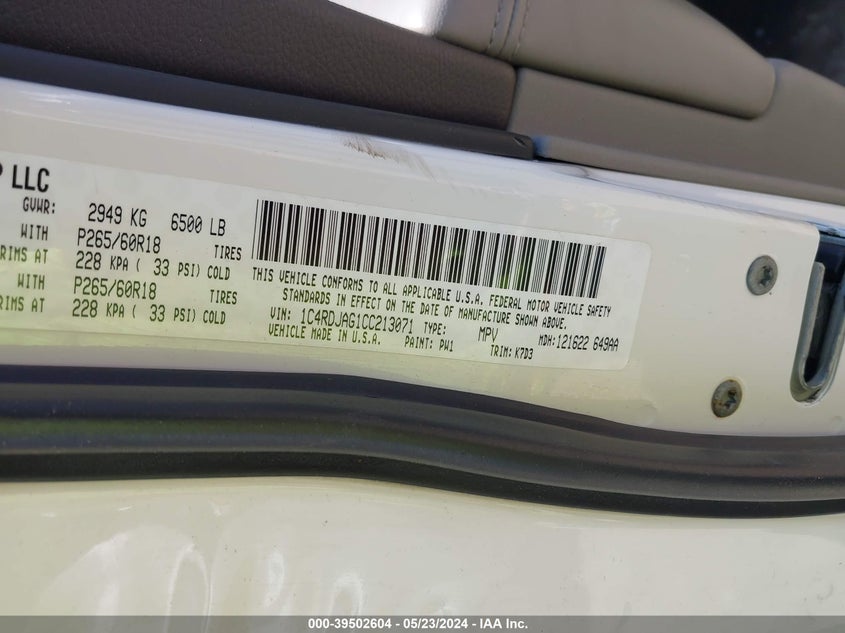 LLC
GVWR: 2949 KG 6500 LB
WITH P265/60R18 TIRES
RIMS AT 228 KPA ( 33 PSI) COLD
WITH P265/60R18 TIRES
RIMS AT 228 KPA ( 33 PSI) COLD
THIS VEHICLE CONFORMS TO ALL APPLICABLE U.S.A. FEDERAL MOTOR VEHICLE SAFETY
STANDARDS IN EFFECT ON THE DATE OF MANUFACTURE SHOWN ABOVE.
VIN: 1C4RDJAG1CC213071 TYPE: MPV MDH: 121622 649AA
VEHICLE MADE IN U.S.A. PAINT: PW1 TRIM: K7D3
000-39502604 - 05/23/2024 - IAA Inc.